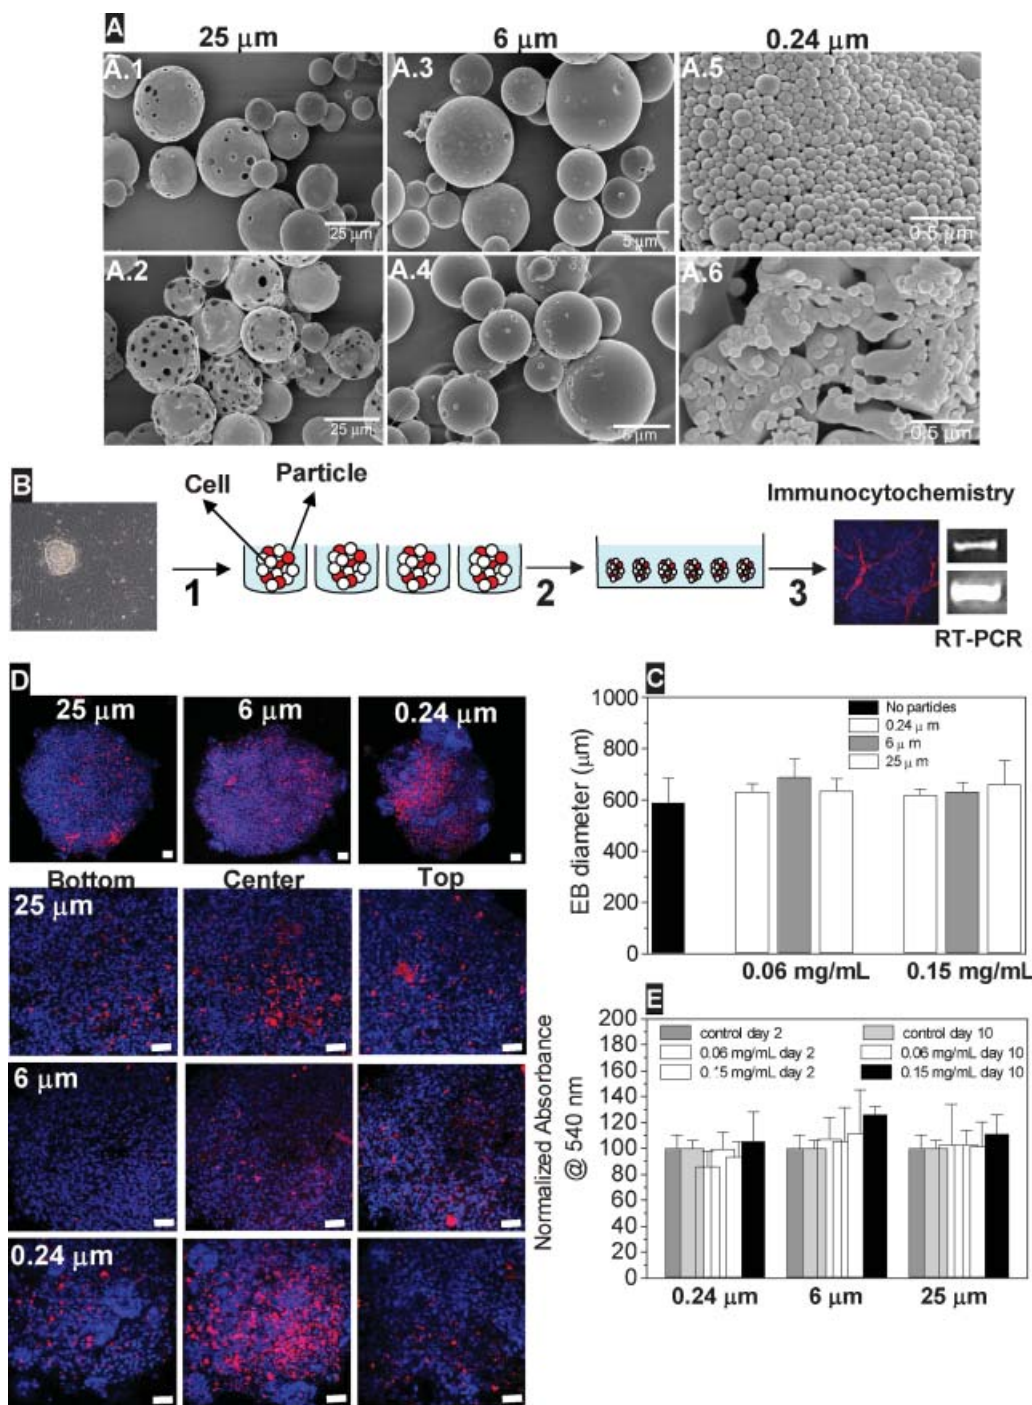 A
25 μm
6 μm
0.24 μm
A.1
A.3
A.5
25 μm
5 μm
0.5 μm
A.2
A.4
A.6
25 μm
5 μm
0.5 μm
B
Cell
Particle
Immunocytochemistry
1
2
3
RT-PCR
D
25 μm
6 μm
0.24 μm
Bottom
Center
Top
25 μm
6 μm
0.24 μm
C
1000
800
600
400
200
0
EB diameter (μm)
No particles
0.24 μ m
6 μ m
25 μ m
0.06 mg/mL
0.15 mg/mL
E
200
180
160
140
120
100
80
60
40
20
0
Normalized Absorbance
@ 540 nm
control day 2
0.06 mg/mL day 2
0.15 mg/mL day 2
control day 10
0.06 mg/mL day 10
0.15 mg/mL day 10
0.24 μm
6 μm
25 μm